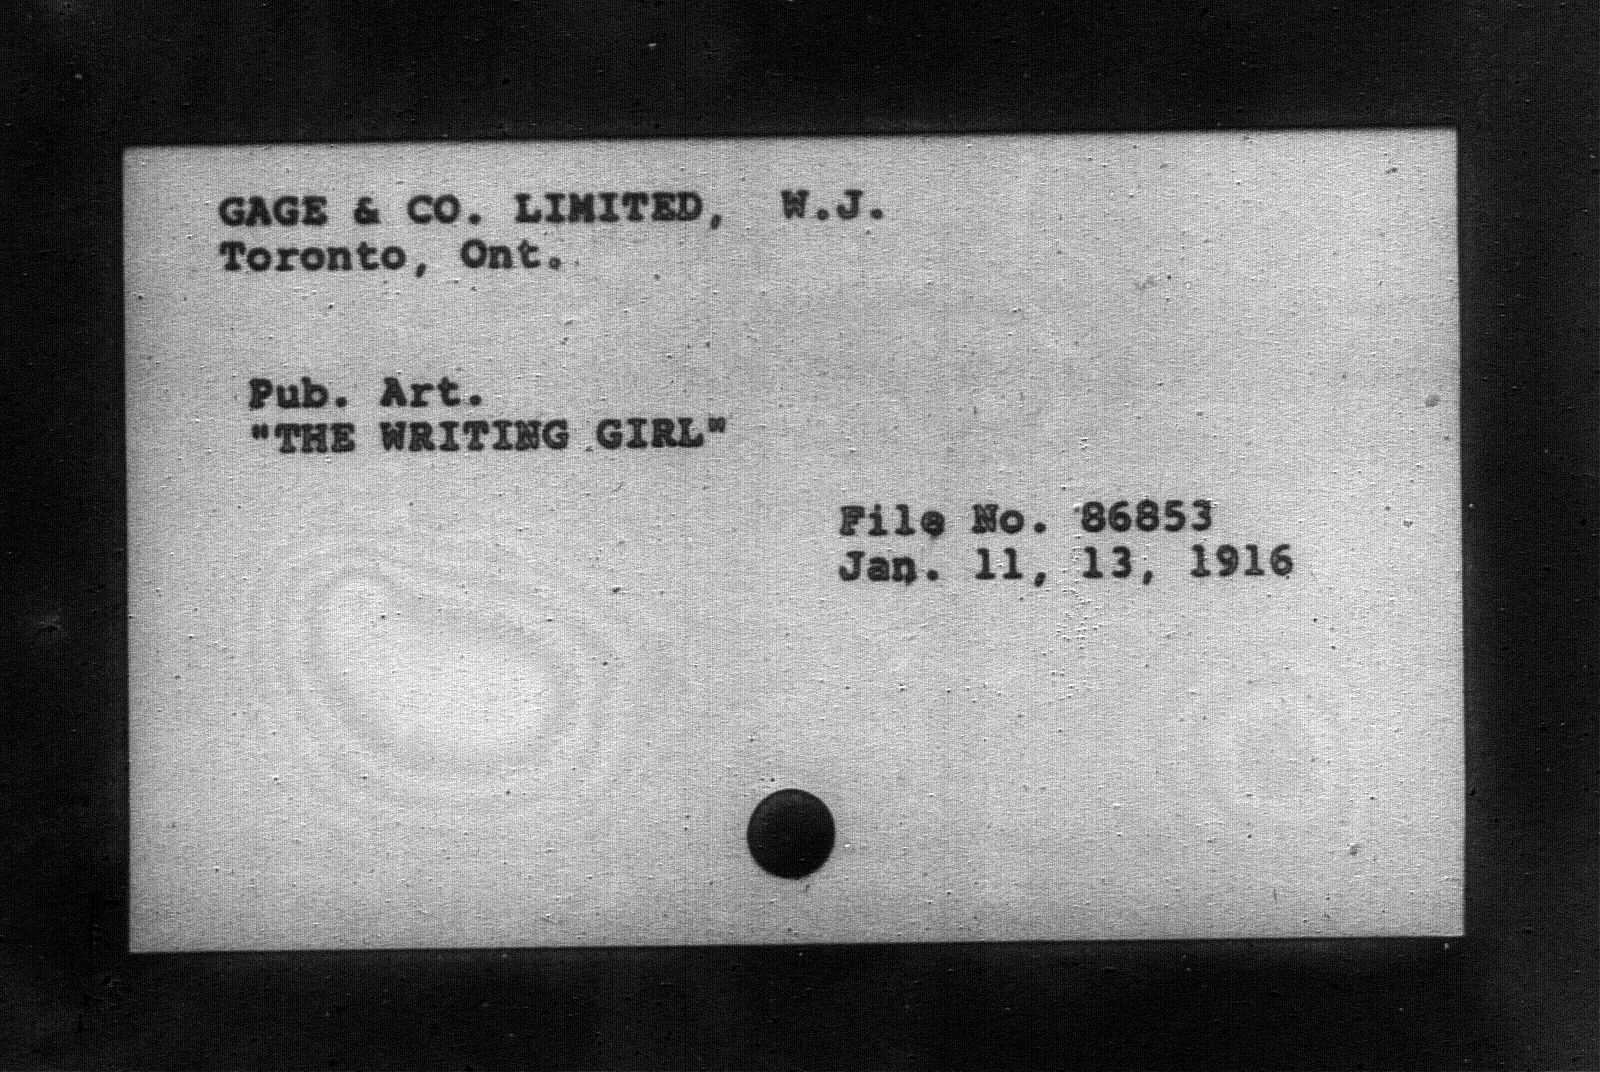 GAGE & CO. LIMITED, W.J.
Toronto, Ont.
Pub. Art.
"THE WRITING GIRL"
File No. 86853
Jan. 11, 13, 1916